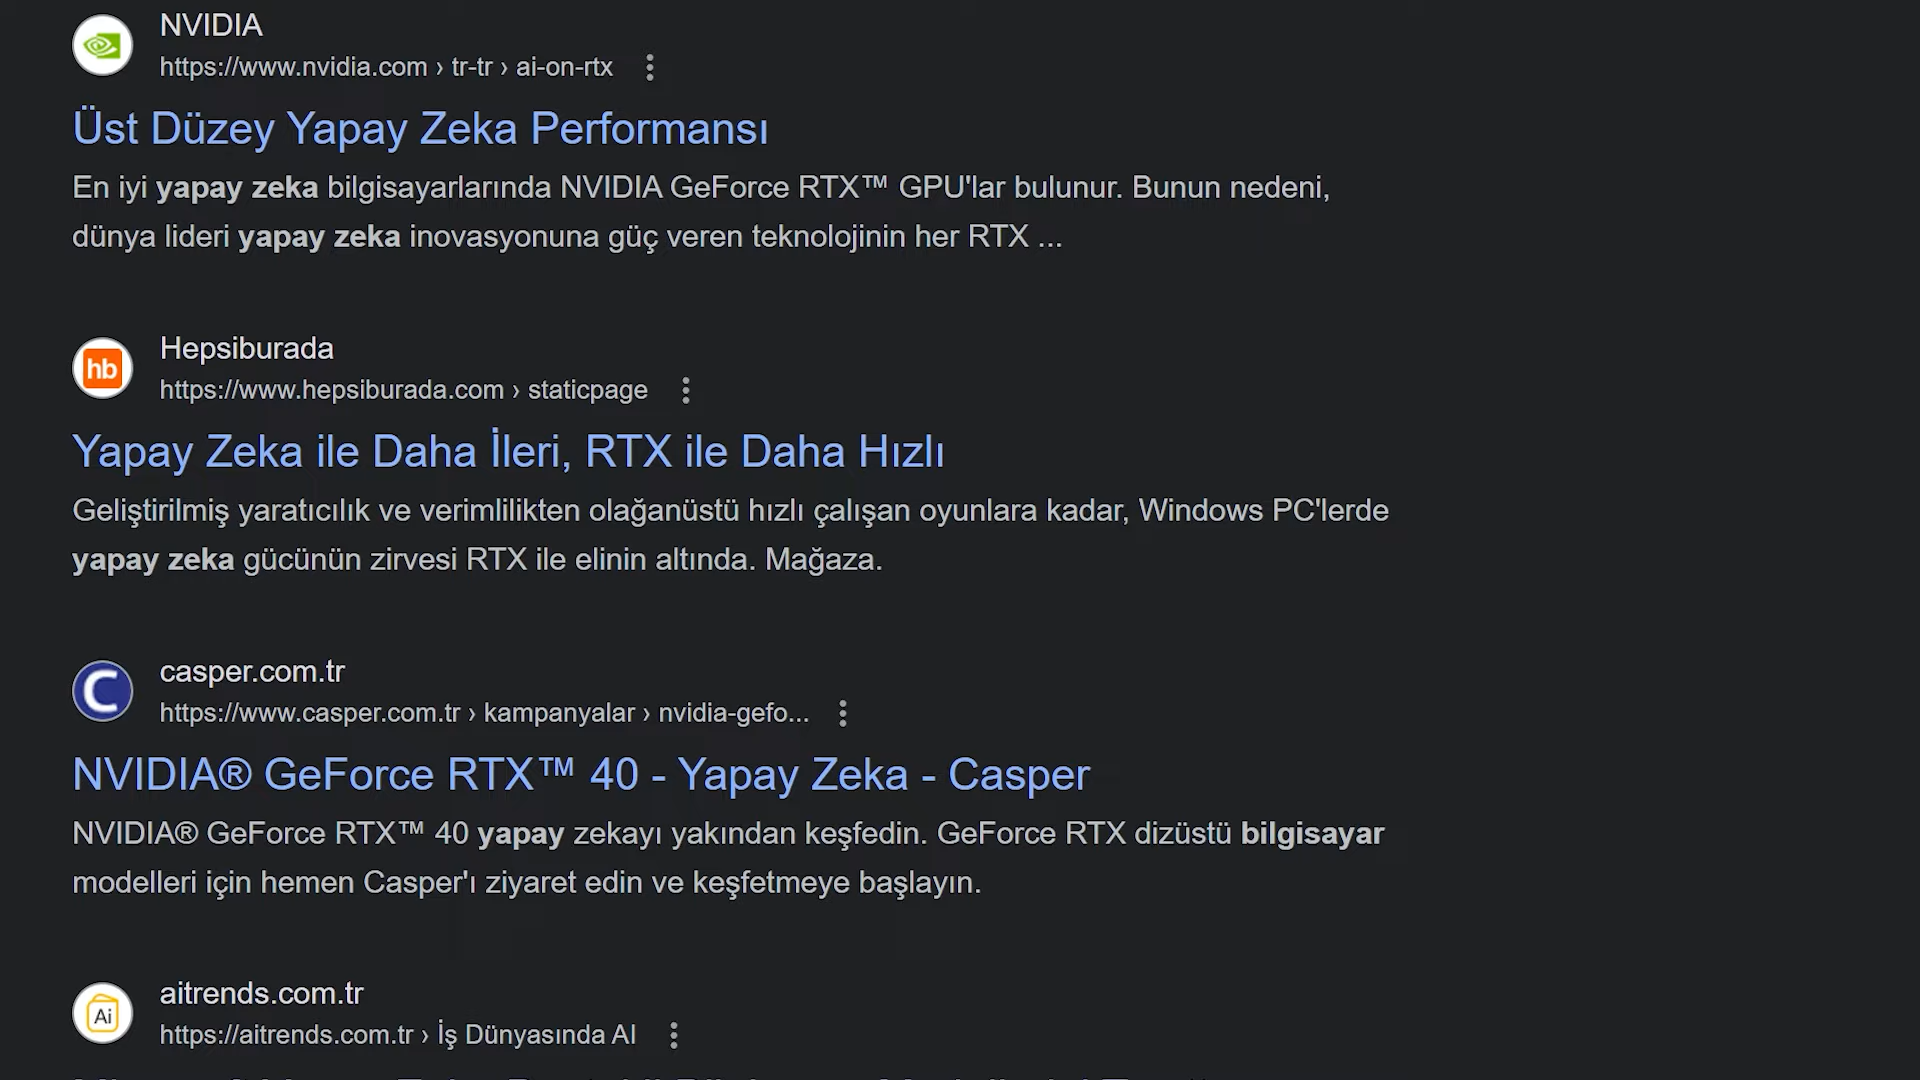 NVIDIA
https://www.nvidia.com › tr-tr › ai-on-rtx
Üst Düzey Yapay Zeka Performansı
En iyi yapay zeka bilgisayarlarında NVIDIA GeForce RTX™ GPU'lar bulunur. Bunun nedeni,
dünya lideri yapay zeka inovasyonuna güç veren teknolojinin her RTX ...
hb
Hepsiburada
https://www.hepsiburada.com › staticpage
Yapay Zeka ile Daha İleri, RTX ile Daha Hızlı
Geliştirilmiş yaratıcılık ve verimlilikten olağanüstü hızlı çalışan oyunlara kadar, Windows PC'lerde
yapay zeka gücünün zirvesi RTX ile elinin altında. Mağaza.
C
casper.com.tr
https://www.casper.com.tr › kampanyalar › nvidia-gefo...
NVIDIA® GeForce RTX™ 40 - Yapay Zeka - Casper
NVIDIA® GeForce RTX™ 40 yapay zekayı yakından keşfedin. GeForce RTX dizüstü bilgisayar
modelleri için hemen Casper'ı ziyaret edin ve keşfetmeye başlayın.
Ai
aitrends.com.tr
https://aitrends.com.tr › İş Dünyasında AI